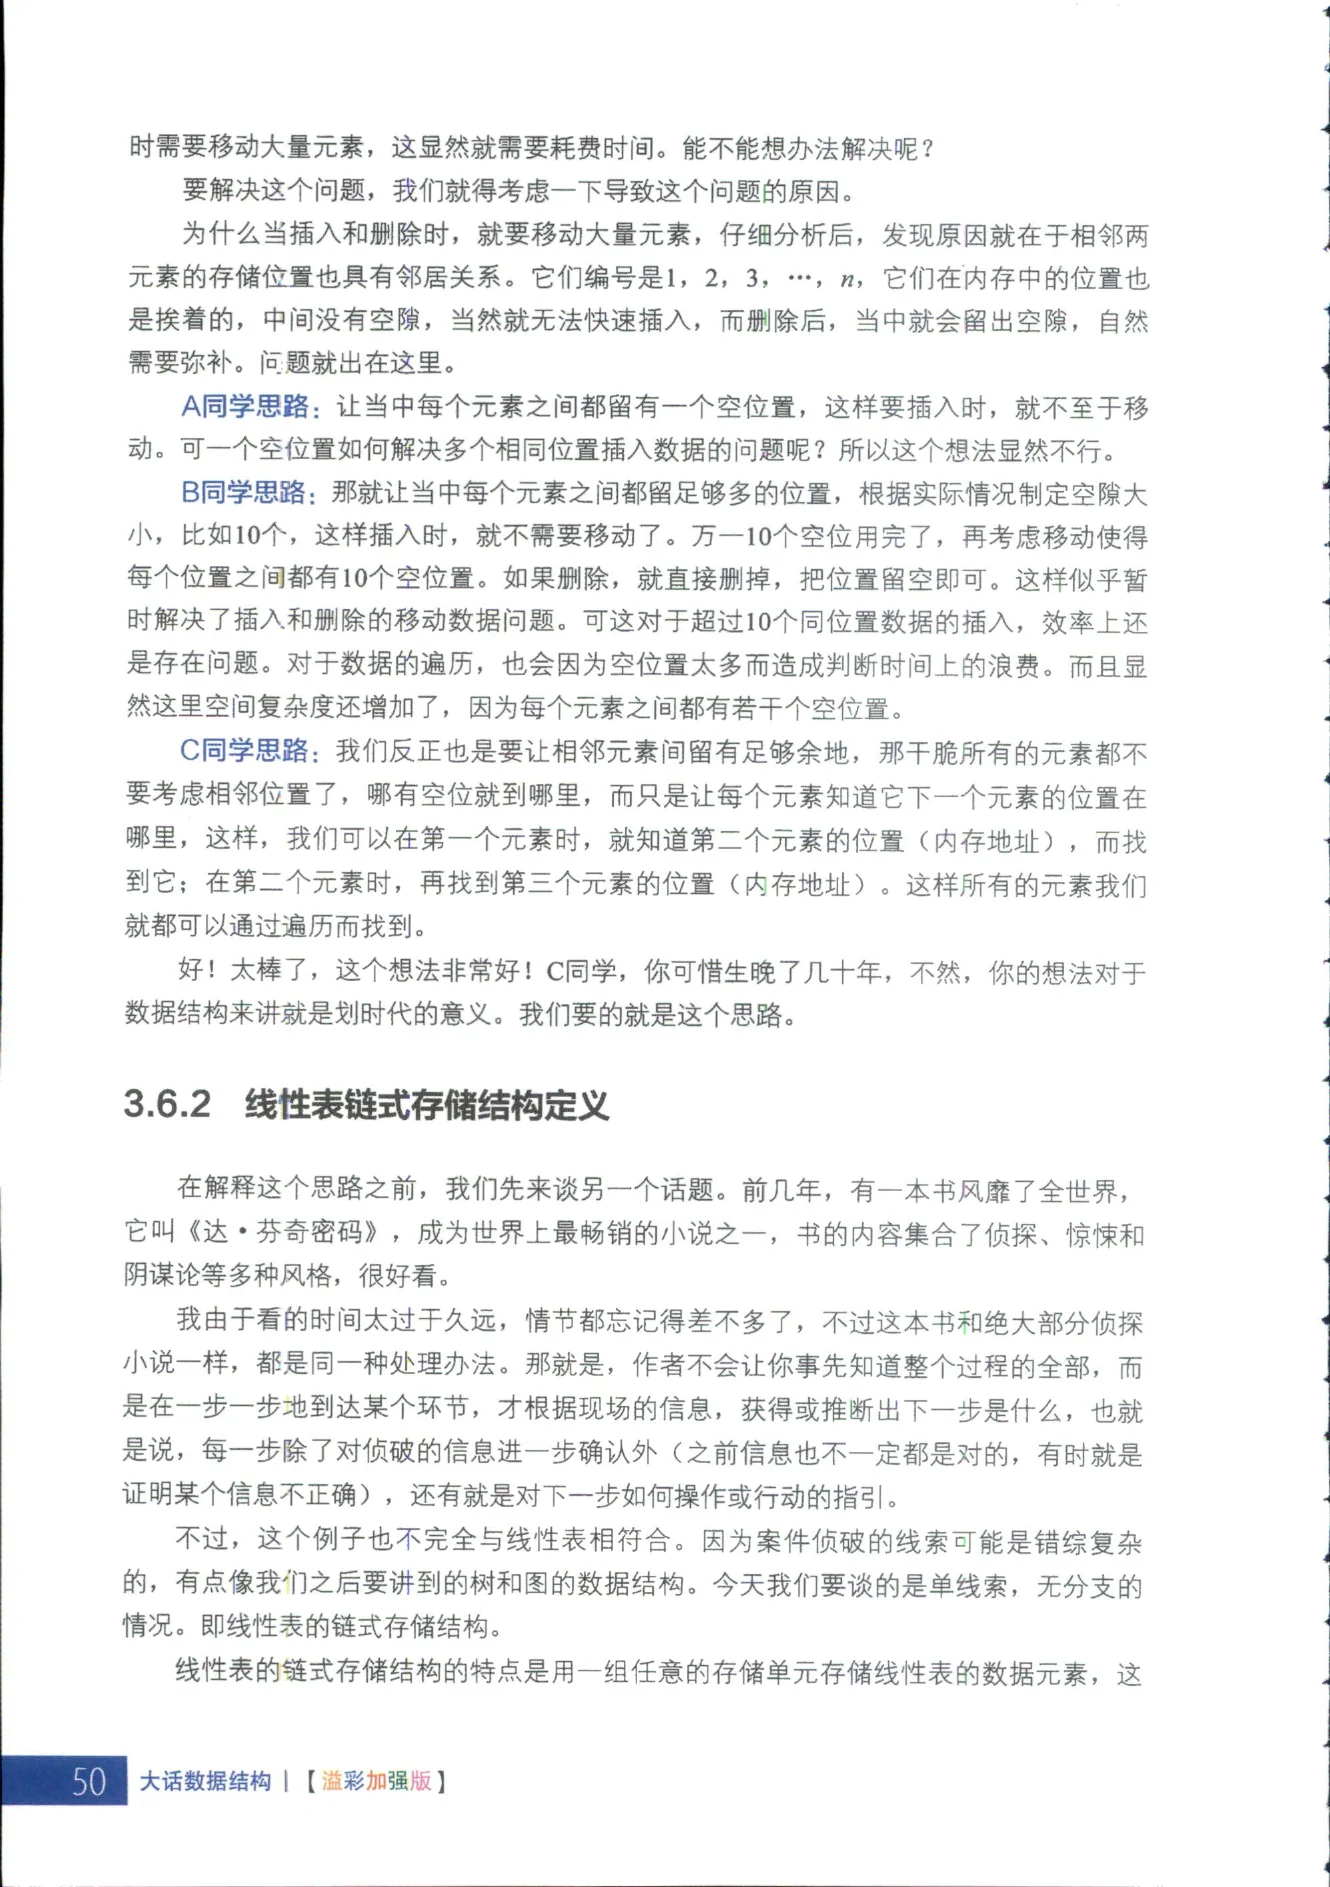 时需要移动大量元素，这显然就需要耗费时间。能不能想办法解决呢？
要解决这个问题，我们就得考虑一下导致这个问题的原因。
为什么当插入和删除时，就要移动大量元素，仔细分析后，发现原因就在于相邻两
元素的存储位置也具有邻居关系。它们编号是1，2，3，…，n，它们在内存中的位置也
是挨着的，中间没有空隙，当然就无法快速插入，而删除后，当中就会留出空隙，自然
需要弥补。问题就出在这里。
A同学思路：让当中每个元素之间都留有一个空位置，这样要插入时，就不至于移
动。可一个空位置如何解决多个相同位置插入数据的问题呢？所以这个想法显然不行。
B同学思路：那就让当中每个元素之间都留足够多的位置，根据实际情况制定空隙大
小，比如10个，这样插入时，就不需要移动了。万一10个空位用完了，再考虑移动使得
每个位置之间都有10个空位置。如果删除，就直接删掉，把位置留空即可。这样似乎暂
时解决了插入和删除的移动数据问题。可这对于超过10个同位置数据的插入，效率上还
是存在问题。对于数据的遍历，也会因为空位置太多而造成判断时间上的浪费。而且显
然这里空间复杂度还增加了，因为每个元素之间都有若干个空位置。
C同学思路：我们反正也是要让相邻元素间留有足够余地，那干脆所有的元素都不
要考虑相邻位置了，哪有空位就到哪里，而只是让每个元素知道它下一个元素的位置在
哪里，这样，我们可以在第一个元素时，就知道第二个元素的位置（内存地址），而找
到它；在第二个元素时，再找到第三个元素的位置（内存地址）。这样所有的元素我们
就都可以通过遍历而找到。
好！太棒了，这个想法非常好！C同学，你可惜生晚了几十年，不然，你的想法对于
数据结构来讲就是划时代的意义。我们要的就是这个思路。
3.6.2 线性表链式存储结构定义
在解释这个思路之前，我们先来谈另一个话题。前几年，有一本书风靡了全世界，
它叫《达·芬奇密码》，成为世界上最畅销的小说之一，书的内容集合了侦探、惊悚和
阴谋论等多种风格，很好看。
我由于看的时间太过于久远，情节都忘记得差不多了，不过这本书和绝大部分侦探
小说一样，都是同一种处理办法。那就是，作者不会让你事先知道整个过程的全部，而
是在一步一步地到达某个环节，才根据现场的信息，获得或推断出下一步是什么，也就
是说，每一步除了对侦破的信息进一步确认外（之前信息也不一定都是对的，有时就是
证明某个信息不正确），还有就是对下一步如何操作或行动的指引。
不过，这个例子也不完全与线性表相符合。因为案件侦破的线索可能是错综复杂
的，有点像我们之后要讲到的树和图的数据结构。今天我们要谈的是单线索，无分支的
情况。即线性表的链式存储结构。
线性表的链式存储结构的特点是用一组任意的存储单元存储线性表的数据元素，这
50 大话数据结构 |【溢彩加强版】